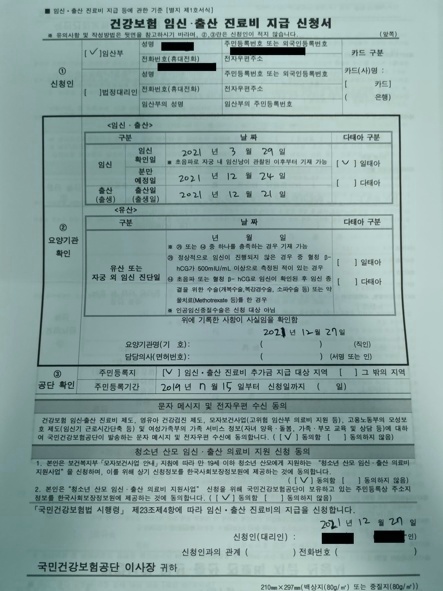 ■ 임신ㆍ출산 진료비 지급 등에 관한 기준 [별지 제1호서식]
건강보험 임신ㆍ출산 진료비 지급 신청서
※ 유의사항 및 작성방법은 뒷면을 참고하시기 바라며, ②,③란은 신청인이 적지 않습니다. (앞쪽)
① 신청인
[ ✓ ]임산부
성명
주민등록번호 또는 외국인등록번호
전화번호(휴대전화)
전자우편주소
카드 구분
카드(사)명 :
[ ] 카드]
( 은행)
[ ]법정대리인
성명
주민등록번호 또는 외국인등록번호
전화번호(휴대전화)
전자우편주소
임산부의 성명
임산부의 주민등록번호
② 요양기관 확인
<임신ㆍ출산>
구분 날 짜 다태아 구분
임신
임신 확인일
2021 년 3 월 29 일
※ 초음파로 자궁 내 임신낭이 관찰된 이후부터 기재 가능
분만 예정일
2021 년 12 월 24 일
출산 (출생)
출산일 (출생일)
2021 년 12 월 21 일
[ ✓ ] 일태아
[ ] 다태아
<유산>
구분 날 짜 다태아 구분
유산 또는
자궁 외 임신 진단일
년 월 일
※ ㉮ 또는 ㉯ 중 하나를 충족하는 경우 기재 가능
㉮ 정상적으로 임신이 진행되지 않은 경우 중 혈청 β-
hCG가 500mIU/mL 이상으로 측정된 적이 있는 경우
㉯ 초음파 또는 혈청 β-hCG로 임신이 확인된 후 임신 종
결을 위한 수술(개복수술,복강경수술, 소파수술 등) 또는 약
물치료(Methotrexate 등)를 한 경우
※ 인공임신중절수술은 신청 대상 아님
[ ] 일태아
[ ] 다태아
위에 기록한 사항이 사실임을 확인함
2021 년 12 월 27 일
요양기관명(기 호): ( ) (직인)
담당의사(면허번호): ( ) (서명 또는 인)
③ 공단 확인
주민등록지 [ V ] 임신ㆍ출산 진료비 추가금 지급 대상 지역 [ ] 그 밖의 지역
주민등록기간 2019 년 7 월 15 일부터 신청일까지 ( 일)
문자 메시지 및 전자우편 수신 동의
건강보험 임신ㆍ출산 진료비 제도, 영유아 건강검진 제도, 모자보건사업(고위험 임산부 의료비 지원 등), 고용노동부의 모성보
호 제도(임신기 근로시간단축 등) 및 여성가족부의 가족 서비스 정보(자녀 양육ㆍ돌봄, 가족ㆍ부모 교육 및 상담 등)에 대하
여 국민건강보험공단이 발송하는 문자 메시지 및 전자우편 수신에 동의합니다. ( [ ✓ ] 동의함 [ ] 동의하지 않음)
청소년 산모 임신ㆍ출산 의료비 지원 신청 동의
1. 본인은 보건복지부「모자보건사업 안내」지침에 따라 만 19세 이하 청소년 산모에게 지원하는 "청소년 산모 임신ㆍ출산 의료비
지원사업" 을 신청하며, 이를 위해 상기 신청정보를 한국사회보장정보원에 제공하는 것에 동의합니다.
( [ ✓ ] 동의함 [ ] 동의하지 않음)
2. 본인은 "청소년 산모 임신ㆍ출산 의료비 지원사업" 신청을 위해 국민건강보험공단이 보유하고 있는 주민등록상 주소지
정보를 한국사회보장정보원에 제공하는 것에 동의합니다. ( [ ✓ ] 동의함 [ ] 동의하지 않음)
「국민건강보험법 시행령」 제23조제4항에 따라 임신ㆍ출산 진료비의 지급을 신청합니다.
2021 년 12 월 27 일
신청인(대리인) : 인)
신청인과의 관계 ( ) 전화번호 ( )
국민건강보험공단 이사장 귀하
210㎜×297㎜(백상지(80g/㎡) 또는 중질지(80g/㎡)